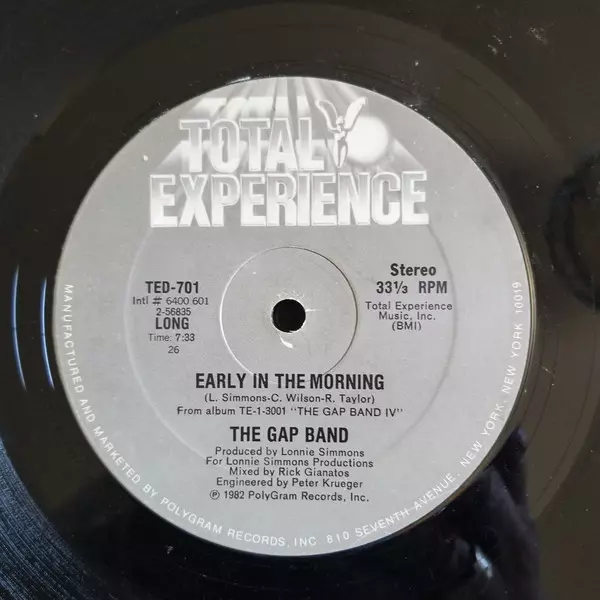 TOTAL
EXPERIENCE
TED-701
Intl # 6400 601
2-56835
LONG
Time: 7:33
26
Stereo
33⅓ RPM
Total Experience
Music, Inc.
(BMI)
EARLY IN THE MORNING
(L. Simmons-C. Wilson-R. Taylor)
From album TE-1-3001 "THE GAP BAND IV"
THE GAP BAND
Produced by Lonnie Simmons
For Lonnie Simmons Productions
Mixed by Rick Gianatos
Engineered by Peter Krueger
℗ 1982 PolyGram Records, Inc.
MANUFACTURED AND MARKETED BY POLYGRAM RECORDS, INC. 810 SEVENTH AVENUE, NEW YORK, NEW YORK 10019